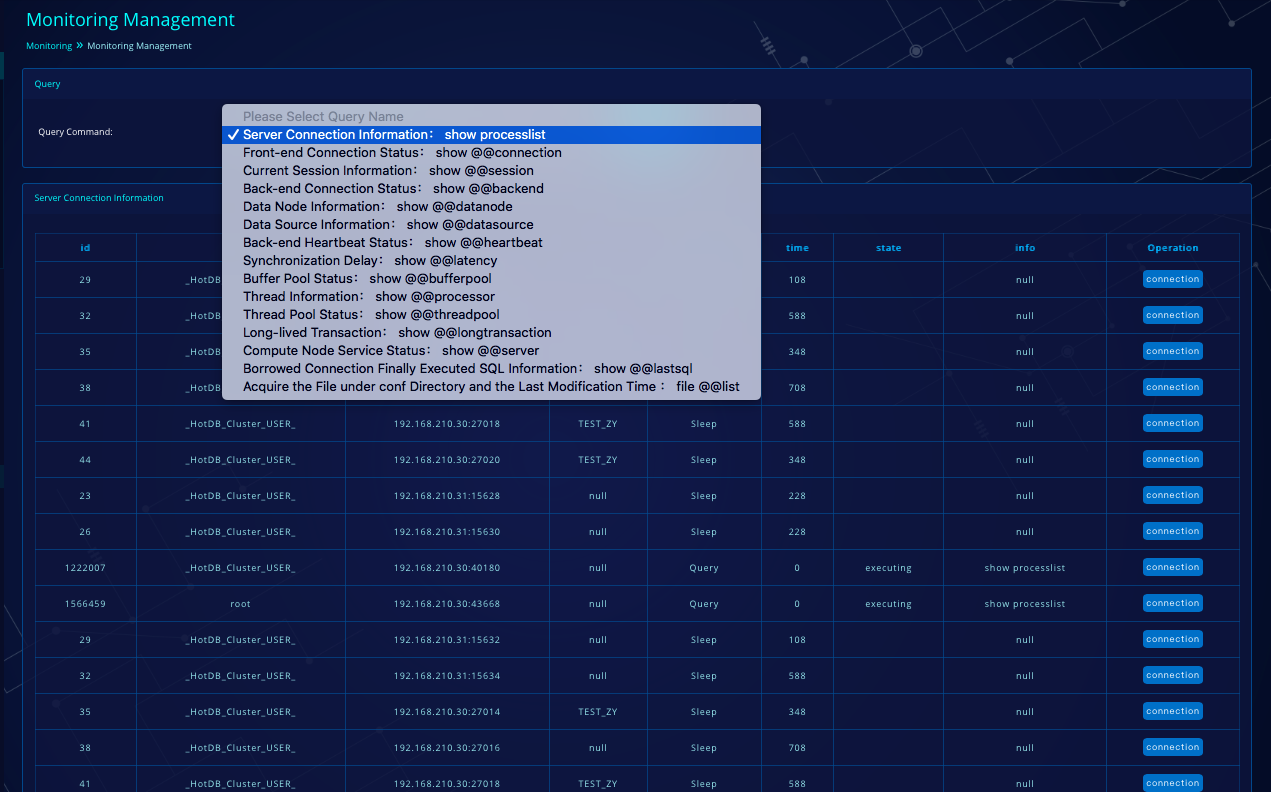 Monitoring Management
Monitoring » Monitoring Management
Query
Query Command:
Please Select Query Name
✓ Server Connection Information： show processlist
Front-end Connection Status： show @@connection
Current Session Information： show @@session
Back-end Connection Status： show @@backend
Data Node Information： show @@datanode
Data Source Information： show @@datasource
Back-end Heartbeat Status： show @@heartbeat
Synchronization Delay： show @@latency
Buffer Pool Status： show @@bufferpool
Thread Information： show @@processor
Thread Pool Status： show @@threadpool
Long-lived Transaction： show @@longtransaction
Compute Node Service Status： show @@server
Borrowed Connection Finally Executed SQL Information： show @@lastsql
Acquire the File under conf Directory and the Last Modification Time ： file @@list
Server Connection Information
id time state info Operation
29 _HotDB 108 null connection
32 _HotDB 588 null connection
35 _HotDB 348 null connection
38 _HotDB 708 null connection
41 _HotDB_Cluster_USER_ 192.168.210.30:27018 TEST_ZY Sleep 588 null connection
44 _HotDB_Cluster_USER_ 192.168.210.30:27020 TEST_ZY Sleep 348 null connection
23 _HotDB_Cluster_USER_ 192.168.210.31:15628 null Sleep 228 null connection
26 _HotDB_Cluster_USER_ 192.168.210.31:15630 null Sleep 228 null connection
1222007 _HotDB_Cluster_USER_ 192.168.210.30:40180 null Query 0 executing show processlist connection
1566459 root 192.168.210.30:43668 null Query 0 executing show processlist connection
29 _HotDB_Cluster_USER_ 192.168.210.31:15632 null Sleep 108 null connection
32 _HotDB_Cluster_USER_ 192.168.210.31:15634 null Sleep 588 null connection
35 _HotDB_Cluster_USER_ 192.168.210.30:27014 TEST_ZY Sleep 348 null connection
38 _HotDB_Cluster_USER_ 192.168.210.30:27016 null Sleep 708 null connection
41 _HotDB_Cluster_USER_ 192.168.210.30:27018 TEST_ZY Sleep 588 null connection